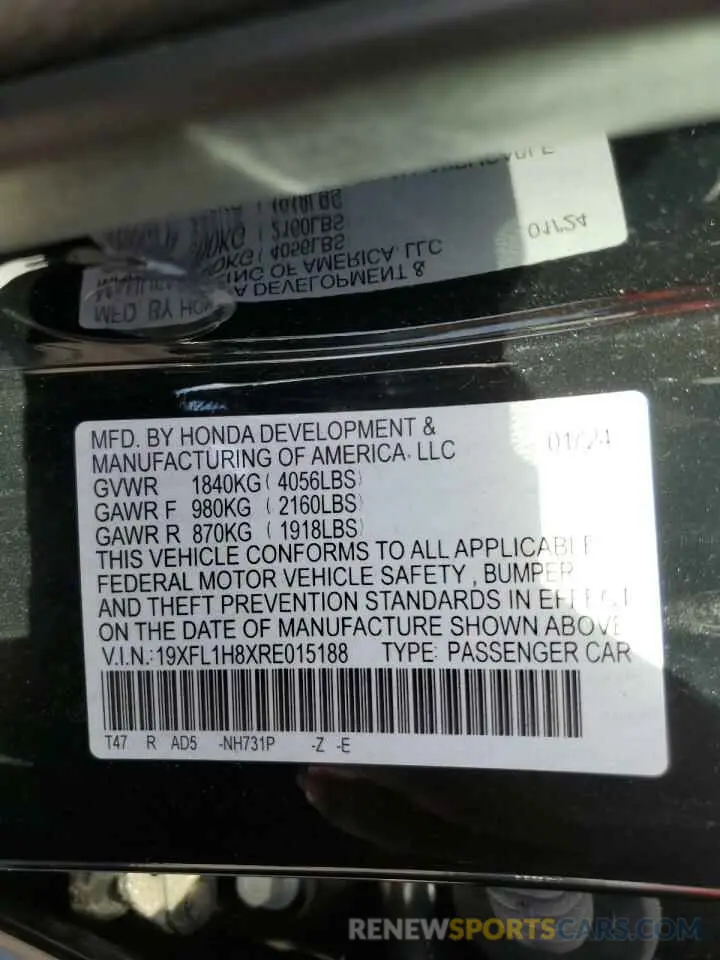 MFD. BY HONDA DEVELOPMENT &
MANUFACTURING OF AMERICA, LLC
01/24
GVWR 1840KG ( 4056LBS)
GAWR F 980KG ( 2160LBS)
GAWR R 870KG ( 1918LBS)
THIS VEHICLE CONFORMS TO ALL APPLICABLE
FEDERAL MOTOR VEHICLE SAFETY, BUMPER
AND THEFT PREVENTION STANDARDS IN EFFECT
ON THE DATE OF MANUFACTURE SHOWN ABOVE
V.I.N.:19XFL1H8XRE015188 TYPE: PASSENGER CAR
T47 R AD5 -NH731P -Z -E
RENEWSPORTSCARS.COM